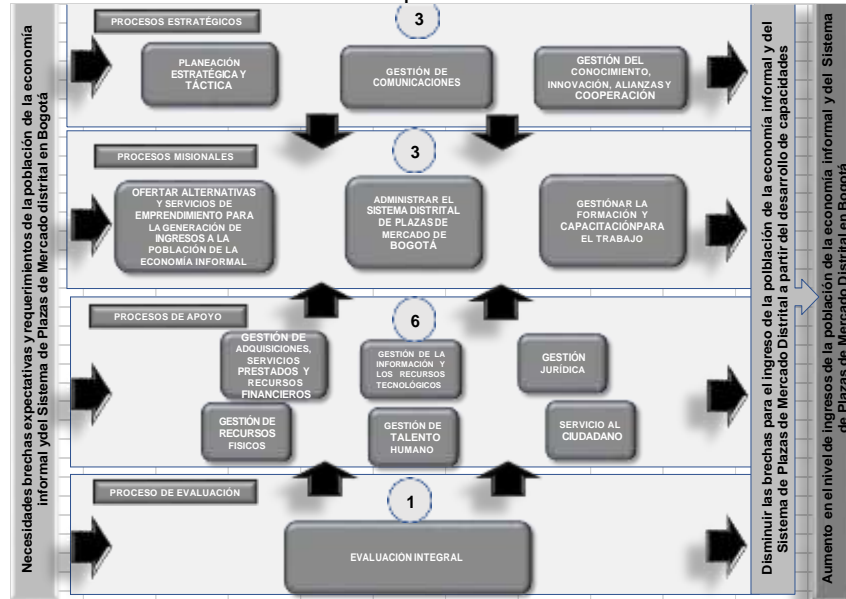 Necesidades brechas expectativas y requerimientos de la población de la economía
informal ydel Sistema de Plazas de Mercado distrital en Bogotá
PROCESOS ESTRATÉGICOS
3
PLANEACIÓN
ESTRATÉGICA Y
TÁCTICA
GESTIÓN DE
COMUNICACIONES
GESTIÓN DEL
CONOCIMIENTO,
INNOVACIÓN, ALIANZAS Y
COOPERACIÓN
PROCESOS MISIONALES
3
OFERTAR ALTERNATIVAS
Y SERVICIOS DE
EMPRENDIMIENTO PARA
LA GENERACIÓN DE
INGRESOS A LA
POBLACIÓN DE LA
ECONOMÍA INFORMAL
ADMINISTRAR EL
SISTEMA DISTRITAL
DE PLAZAS DE
MERCADO DE
BOGOTÁ
GESTIÓNAR LA
FORMACIÓN Y
CAPACITACIÓNPARA
EL TRABAJO
PROCESOS DE APOYO
6
GESTIÓN DE
ADQUISICIONES,
SERVICIOS
PRESTADOS Y
RECURSOS
FINANCIEROS
GESTIÓN DE LA
INFORMACIÓN Y
LOS RECURSOS
TECNOLÓGICOS
GESTIÓN
JURÍDICA
GESTIÓN DE
RECURSOS
FISICOS
GESTIÓN DE
TALENTO
HUMANO
SERVICIO AL
CIUDADANO
PROCESO DE EVALUACIÓN
1
EVALUACIÓN INTEGRAL
Disminuir las brechas para el ingreso de la polblación de la economía informal y del
Sistema de Plazas de Mercado Distrital a partir del desarrollo de capacidades
Aumento en el nivel de ingresos de la población de la economía informal y del Sistema
de Plazas de Mercado Distrital en Bogotá